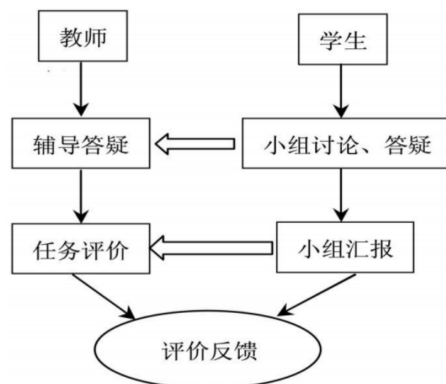 教师
学生
辅导答疑
小组讨论、答疑
任务评价
小组汇报
评价反馈